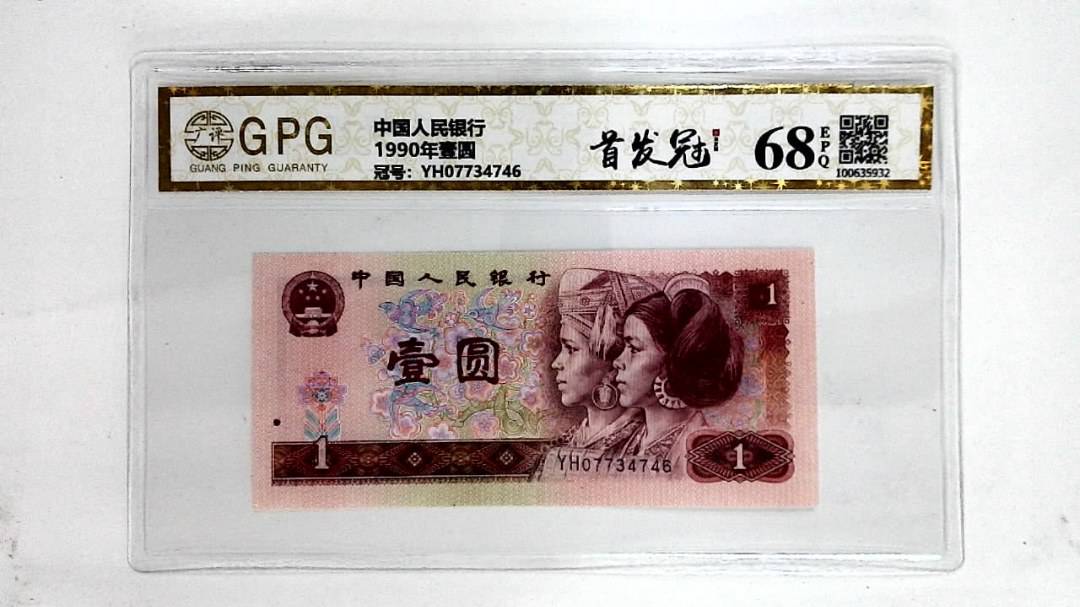 广评
GPG
GUANG PING GUARANTY
中国人民银行
1990年壹圆
冠号：YH07734746
首发冠
68
EPQ
100635932
中国人民银行
1
壹圆
1
YH07734746
1